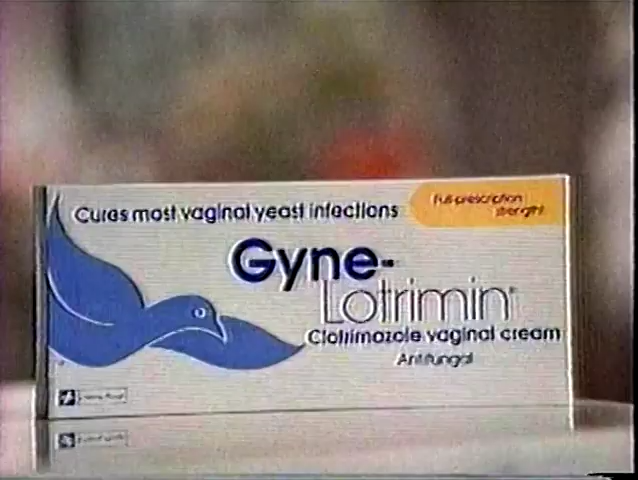 Cures most vaginal yeast infections
Full-prescription
strength!
Gyne-
Lotrimin®
Clotrimazole vaginal cream
Antifungal